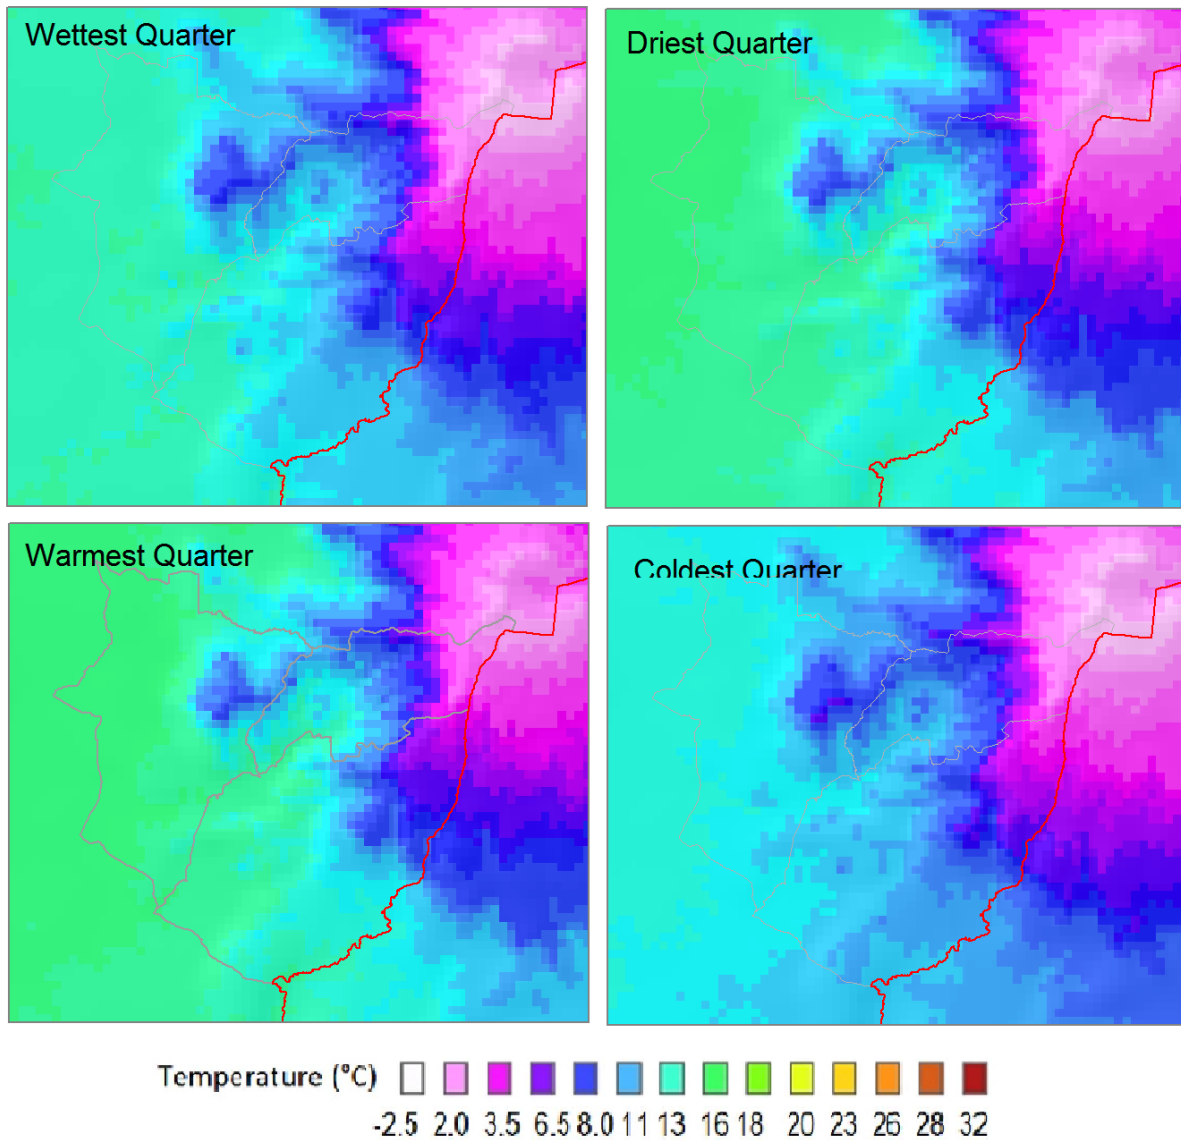 Wettest Quarter
Driest Quarter
Warmest Quarter
Coldest Quarter
Temperature (°C)
-2.5 2.0 3.5 6.5 8.0 11 13 16 18 20 23 26 28 32